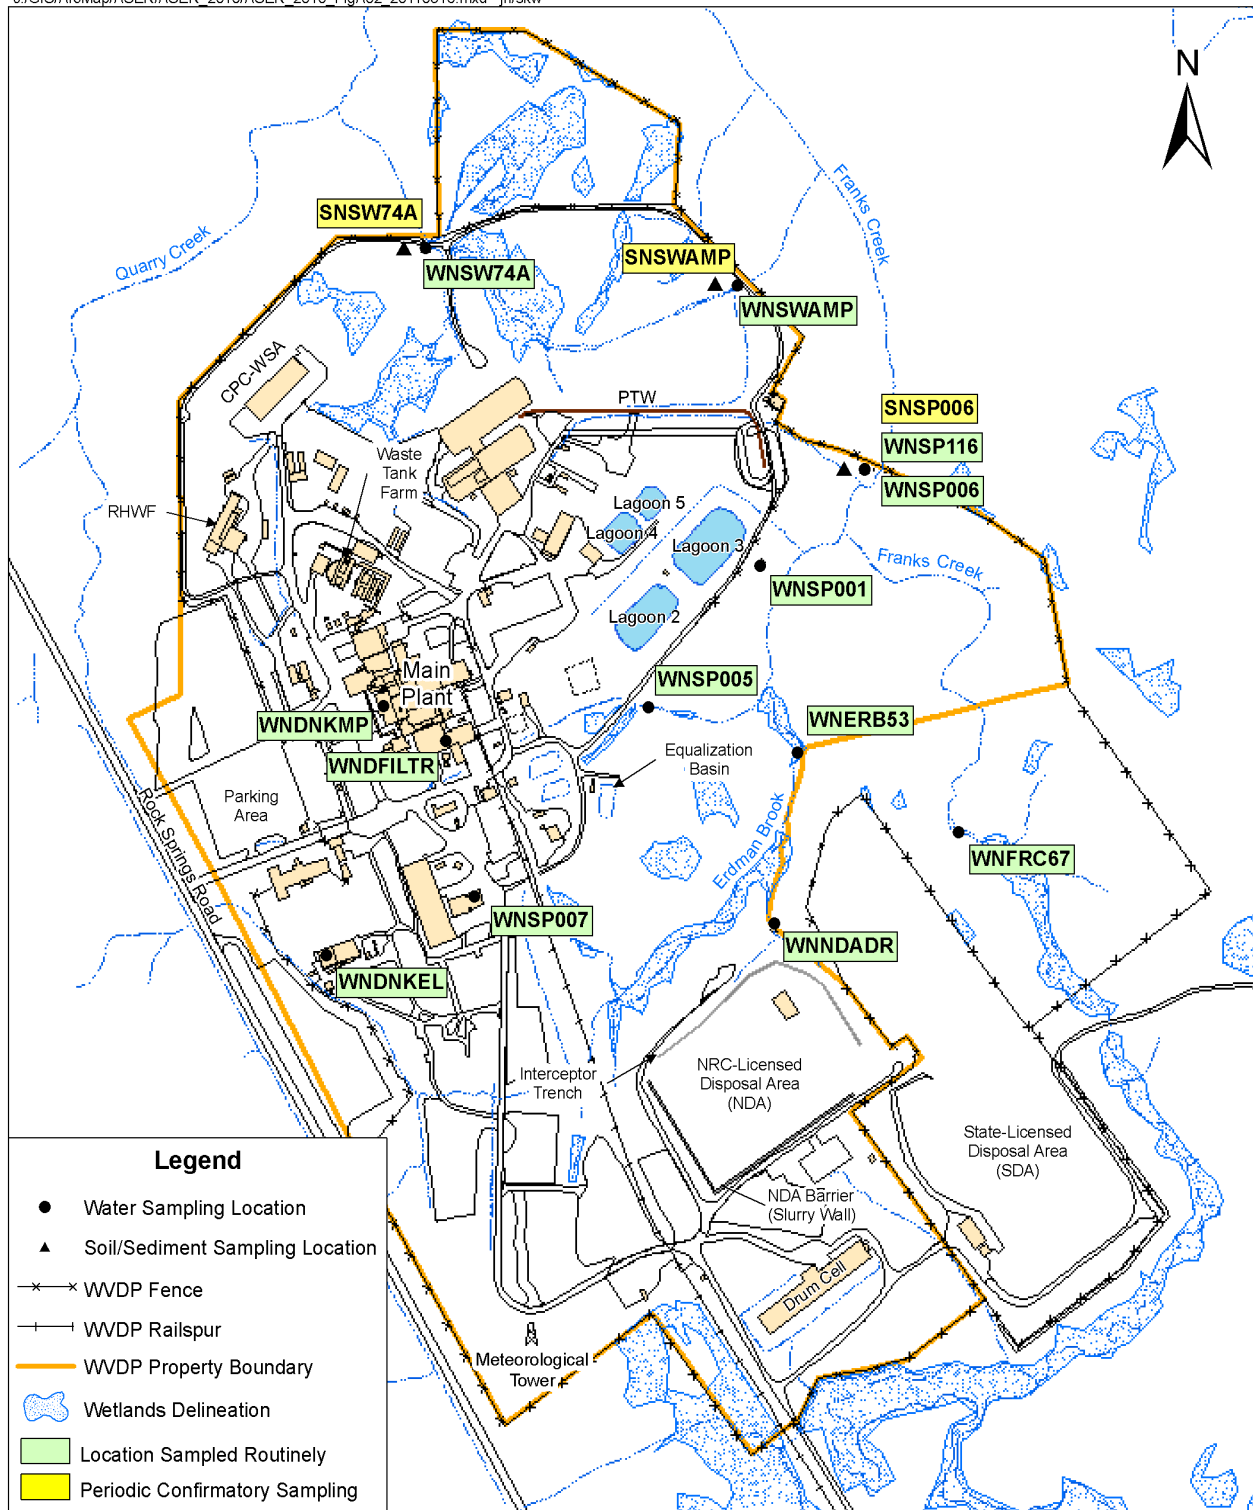 N
Franks Creek
SNSW74A
Quarry Creek
WNSW74A
SNSWAMP
WNSWAMP
CPC-WSA
PTW
SNSP006
WNSP116
WNSP006
Waste
Tank
Farm
RHWF
Lagoon 5
Lagoon 4
Lagoon 3
Franks Creek
WNSP001
Lagoon 2
Main
Plant
WNSP005
WNDNKMP
WNERB53
WNDFILTR
Equalization
Basin
Parking
Area
Rock Springs Road
Erdman Brook
WNFRC67
WNSP007
WNNDADR
WNDNKEL
Interceptor
Trench
NRC-Licensed
Disposal Area
(NDA)
State-Licensed
Disposal Area
(SDA)
NDA Barrier
(Slurry Wall)
Drum Cell
Meteorological
Tower
Legend
Water Sampling Location
Soil/Sediment Sampling Location
WVDP Fence
WVDP Railspur
WVDP Property Boundary
Wetlands Delineation
Location Sampled Routinely
Periodic Confirmatory Sampling